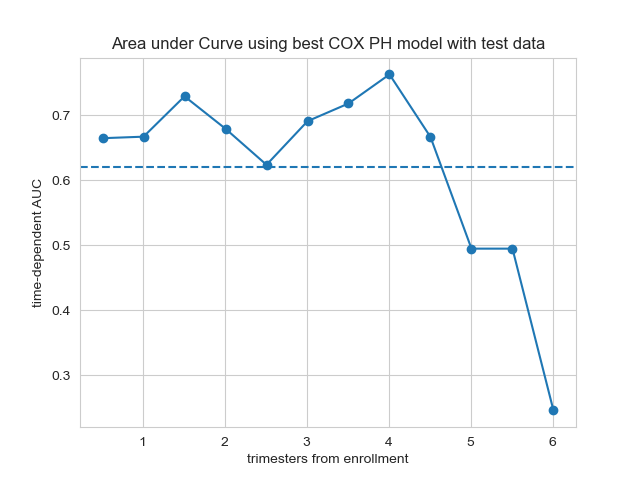 Area under Curve using best COX PH model with test data
time-dependent AUC
0.7
0.6
0.5
0.4
0.3
1 2 3 4 5 6
trimesters from enrollment